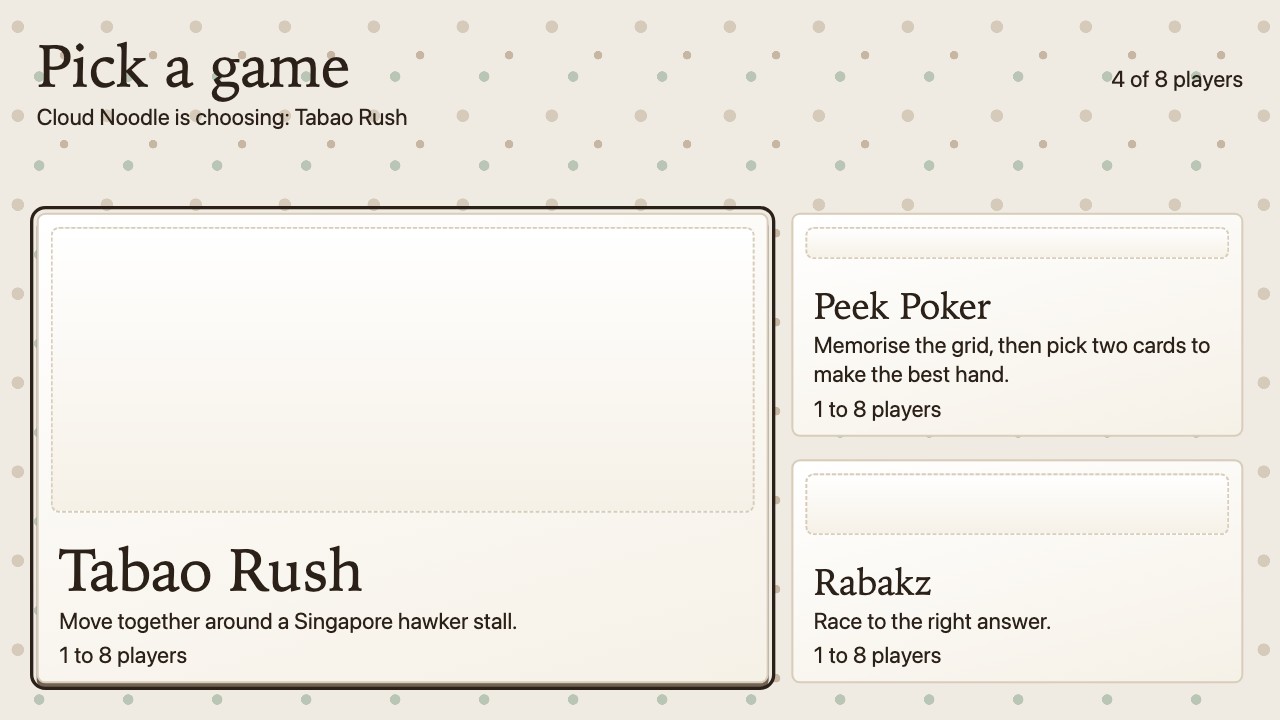 Pick a game
4 of 8 players
Cloud Noodle is choosing: Tabao Rush
Tabao Rush
Move together around a Singapore hawker stall.
1 to 8 players
Peek Poker
Memorise the grid, then pick two cards to
make the best hand.
1 to 8 players
Rabakz
Race to the right answer.
1 to 8 players